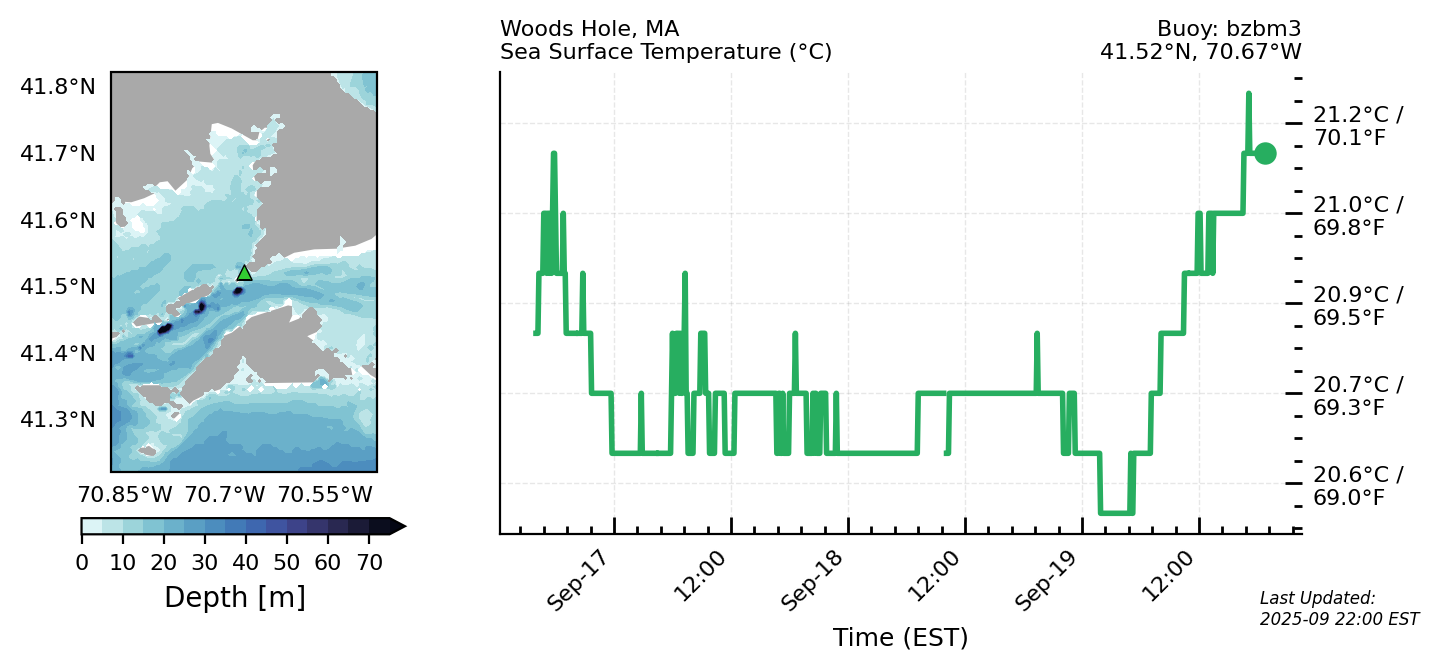 Woods Hole, MA
Sea Surface Temperature (°C)
Buoy: bzbm3
41.52°N, 70.67°W
41.8°N
41.7°N
41.6°N
41.5°N
41.4°N
41.3°N
70.85°W 70.7°W 70.55°W
0 10 20 30 40 50 60 70
Depth [m]
21.2°C /
70.1°F
21.0°C /
69.8°F
20.9°C /
69.5°F
20.7°C /
69.3°F
20.6°C /
69.0°F
Sep-17
12:00
Sep-18
12:00
Sep-19
12:00
Time (EST)
Last Updated:
2025-09 22:00 EST